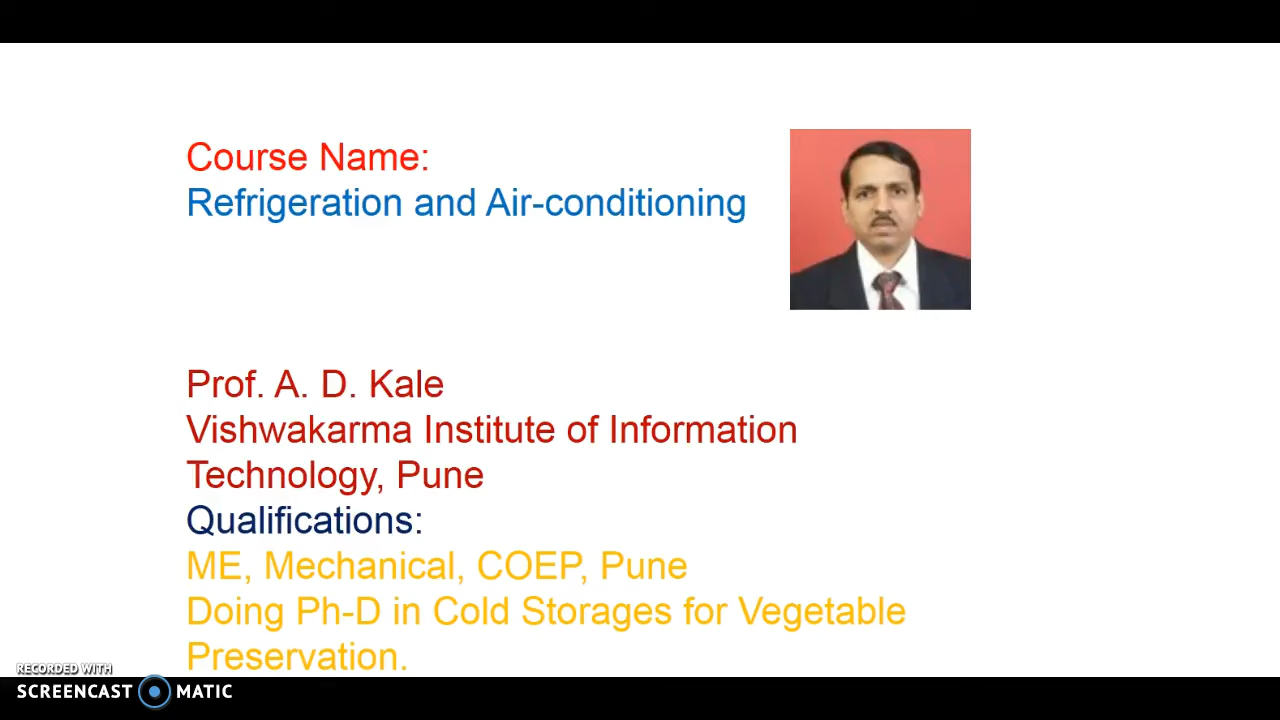 Course Name:
Refrigeration and Air-conditioning
Prof. A. D. Kale
Vishwakarma Institute of Information
Technology, Pune
Qualifications:
ME, Mechanical, COEP, Pune
Doing Ph-D in Cold Storages for Vegetable
Preservation.
RECORDED WITH
SCREENCAST MATIC